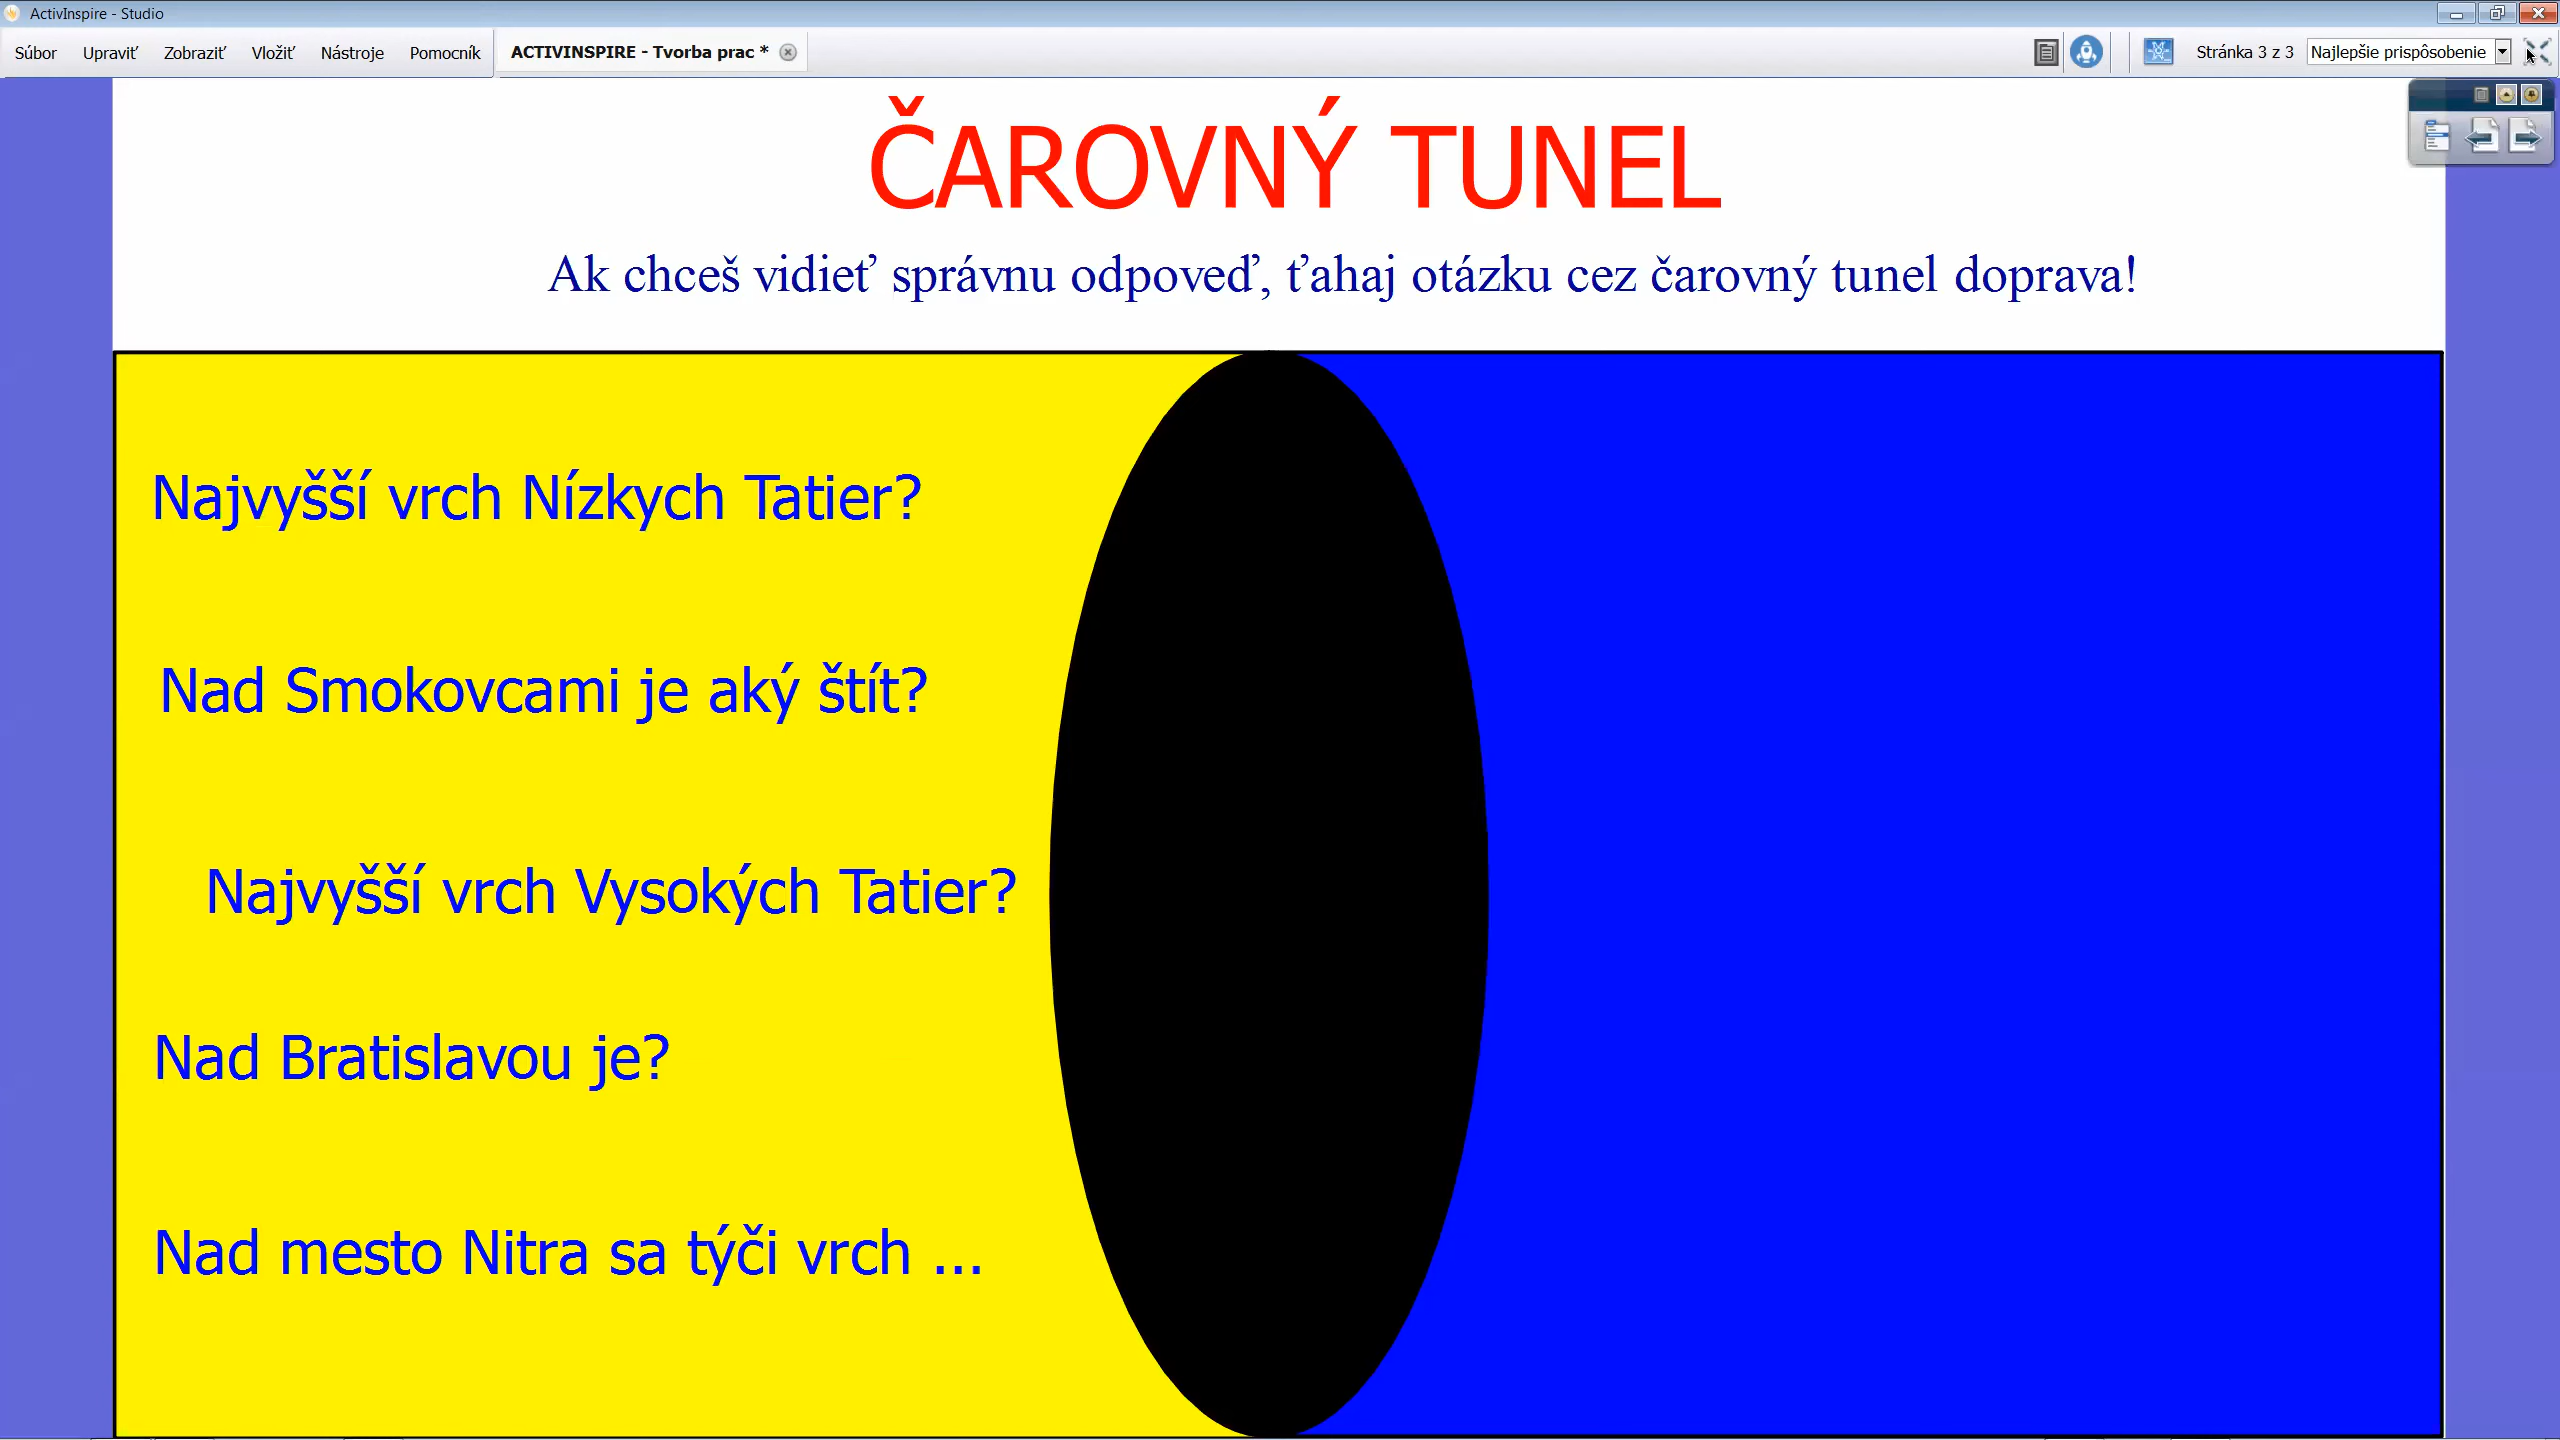 ActivInspire - Studio
Súbor Upraviť Zobraziť Vložiť Nástroje Pomocník ACTIVINSPIRE - Tvorba prac * Stránka 3 z 3 Najlepšie prispôsobenie
ČAROVNÝ TUNEL
Ak chceš vidieť správnu odpoveď, ťahaj otázku cez čarovný tunel doprava!
Najvyšší vrch Nízkych Tatier?
Nad Smokovcami je aký štít?
Najvyšší vrch Vysokých Tatier?
Nad Bratislavou je?
Nad mesto Nitra sa týči vrch ...